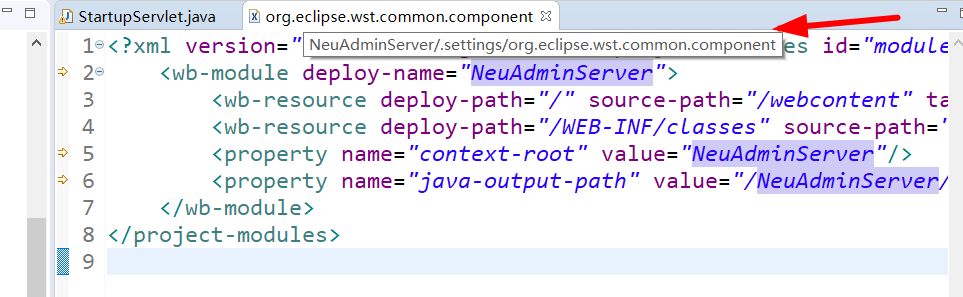 StartupServlet.java org.eclipse.wst.common.component
1 <?xml version=" es id="module
NeuAdminServer/.settings/org.eclipse.wst.common.component
2 <wb-module deploy-name="NeuAdminServer">
3 <wb-resource deploy-path="/" source-path="/webcontent" ta
4 <wb-resource deploy-path="/WEB-INF/classes" source-path="
5 <property name="context-root" value="NeuAdminServer"/>
6 <property name="java-output-path" value="/NeuAdminServer/
7 </wb-module>
8 </project-modules>
9